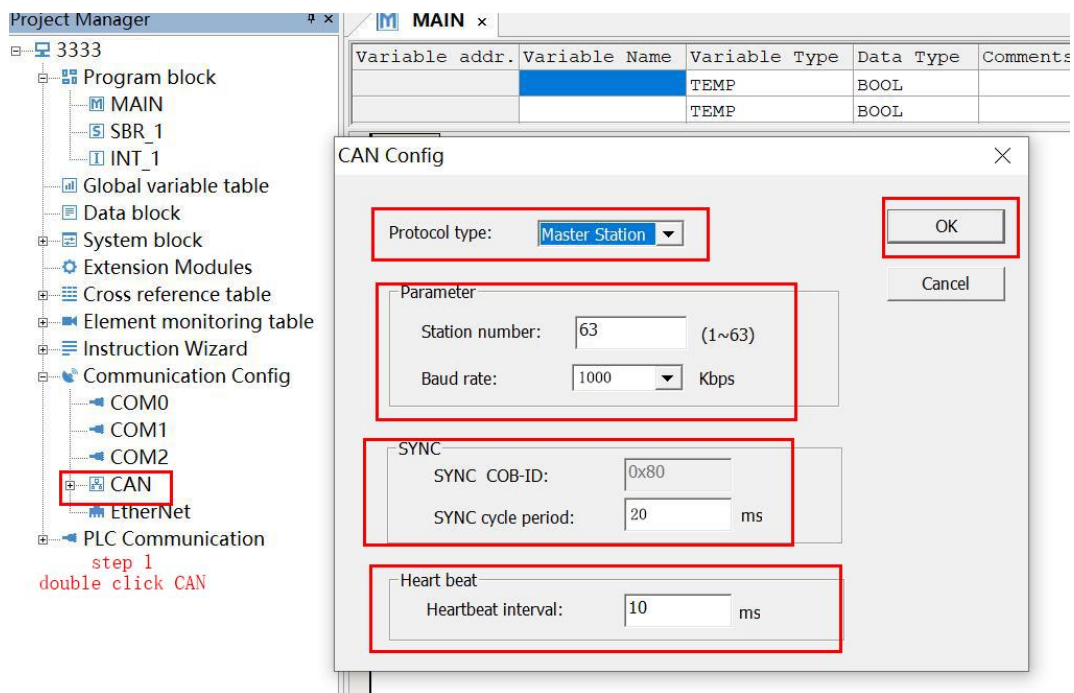 Project Manager
3333
Program block
MAIN
SBR_1
INT_1
Global variable table
Data block
System block
Extension Modules
Cross reference table
Element monitoring table
Instruction Wizard
Communication Config
COM0
COM1
COM2
CAN
EtherNet
PLC Communication
step 1
double click CAN
MAIN ×
Variable addr. Variable Name Variable Type Data Type Comments
TEMP BOOL
TEMP BOOL
CAN Config
Protocol type: Master Station
OK
Cancel
Parameter
Station number: 63 (1~63)
Baud rate: 1000 Kbps
SYNC
SYNC COB-ID: 0x80
SYNC cycle period: 20 ms
Heart beat
Heartbeat interval: 10 ms